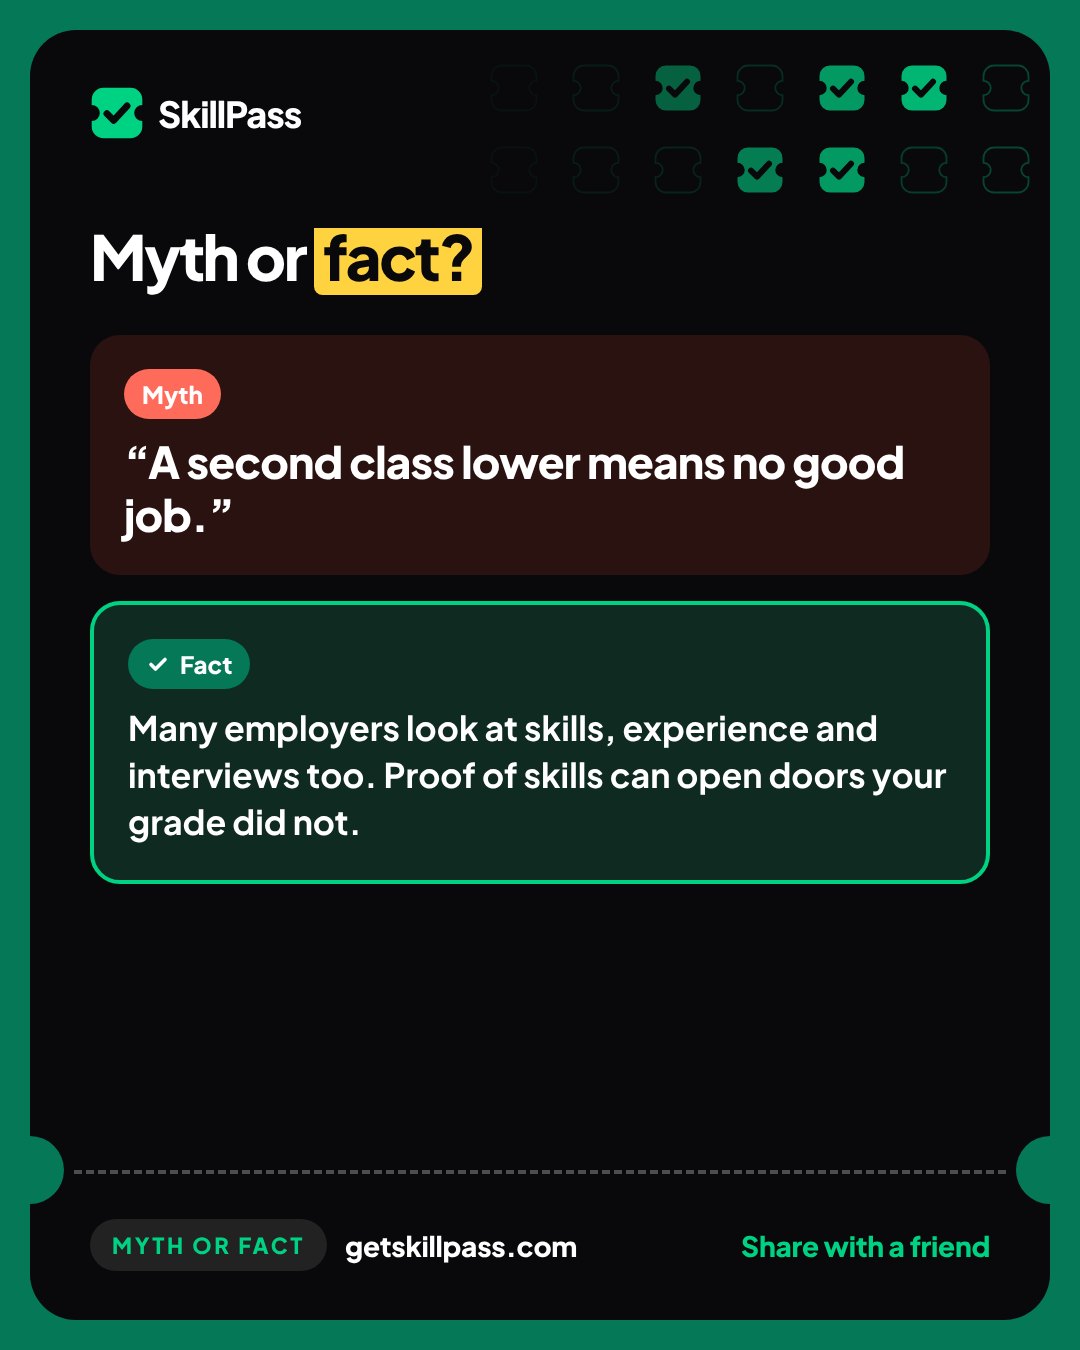 SkillPass
Myth or fact?
Myth
“A second class lower means no good
job.”
Fact
Many employers look at skills, experience and
interviews too. Proof of skills can open doors your
grade did not.
MYTH OR FACT
getskillpass.com
Share with a friend